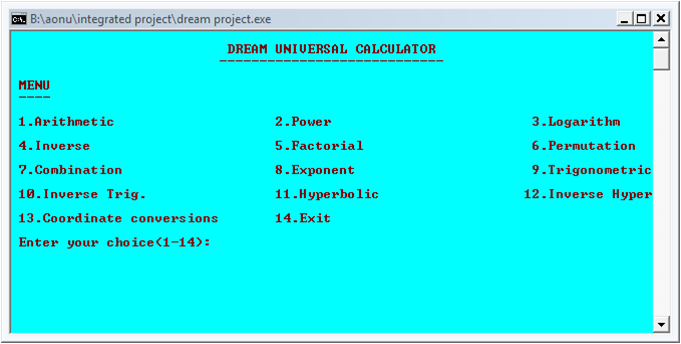 B:\aonu\integrated project\dream project.exe
DREAM UNIVERSAL CALCULATOR
MENU
1.Arithmetic 2.Power 3.Logarithm
4.Inverse 5.Factorial 6.Permutation
7.Combination 8.Exponent 9.Trigonometric
10.Inverse Trig. 11.Hyperbolic 12.Inverse Hyper
13.Coordinate conversions 14.Exit
Enter your choice(1-14):